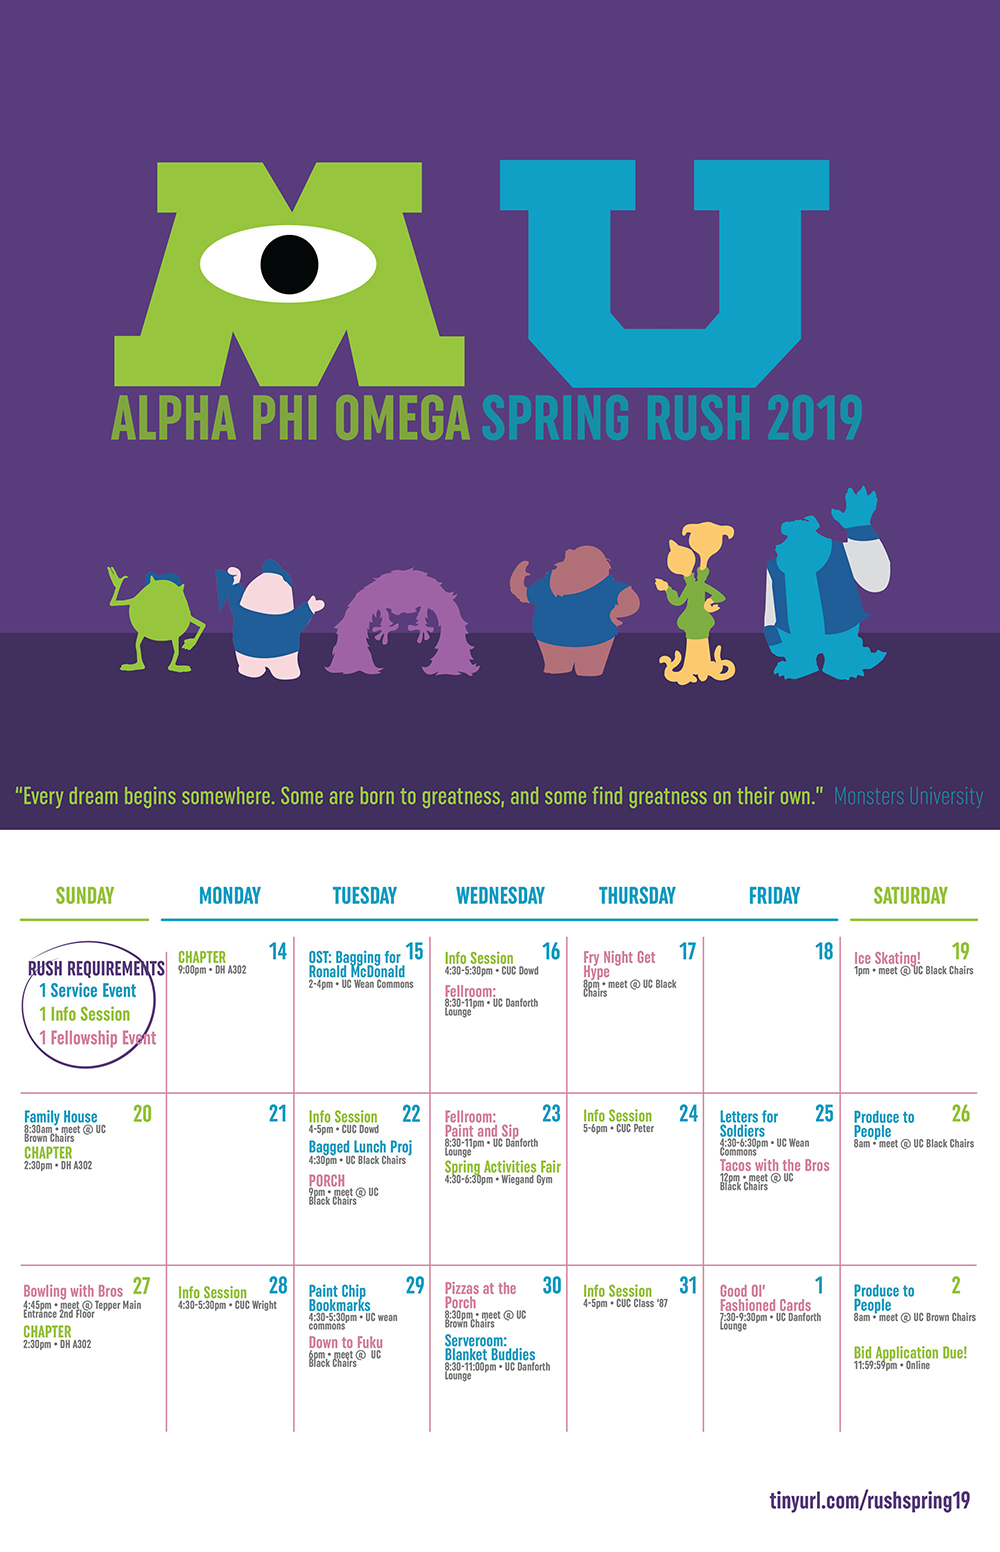 MU
ALPHA PHI OMEGA SPRING RUSH 2019
“Every dream begins somewhere. Some are born to greatness, and some find greatness on their own.” Monsters University
SUNDAY MONDAY TUESDAY WEDNESDAY THURSDAY FRIDAY SATURDAY
RUSH REQUIREMENTS
1 Service Event
1 Info Session
1 Fellowship Event
14
CHAPTER
9:00pm • DH A302
15
OST: Bagging for
Ronald McDonald
2-4pm • UC Wean Commons
16
Info Session
4:30-5:30pm • CUC Dowd
Fellroom:
8:30-11pm • UC Danforth
Lounge
17
Fry Night Get
Hype
8pm • meet @ UC Black
Chairs
18
19
Ice Skating!
1pm • meet @ UC Black Chairs
20
Family House
8:30am • meet @ UC
Brown Chairs
CHAPTER
2:30pm • DH A302
21
22
Info Session
4-5pm • CUC Dowd
Bagged Lunch Proj
4:30pm • UC Black Chairs
PORCH
9pm • meet @ UC
Black Chairs
23
Fellroom:
Paint and Sip
8:30-11pm • UC Danforth
Lounge
Spring Activities Fair
4:30-6:30pm • Wiegand Gym
24
Info Session
5-6pm • CUC Peter
25
Letters for
Soldiers
4:30-6:30pm • UC Wean
Commons
Tacos with the Bros
12pm • meet @ UC
Black Chairs
26
Produce to
People
8am • meet @ UC Black Chairs
27
Bowling with Bros
4:45pm • meet @ Tepper Main
Entrance 2nd Floor
CHAPTER
2:30pm • DH A302
28
Info Session
4:30-5:30pm • CUC Wright
29
Paint Chip
Bookmarks
4:30-5:30pm • UC wean
commons
Down to Fuku
6pm • meet @ UC
Black Chairs
30
Pizzas at the
Porch
8:30pm • meet @ UC
Brown Chairs
Serveroom:
Blanket Buddies
8:30-11:00pm • UC Danforth
Lounge
31
Info Session
4-5pm • CUC Class '87
1
Good Ol’
Fashioned Cards
7:30-9:30pm • UC Danforth
Lounge
2
Produce to
People
8am • meet @ UC Brown Chairs
Bid Application Due!
11:59:59pm • Online
tinyurl.com/rushspring19